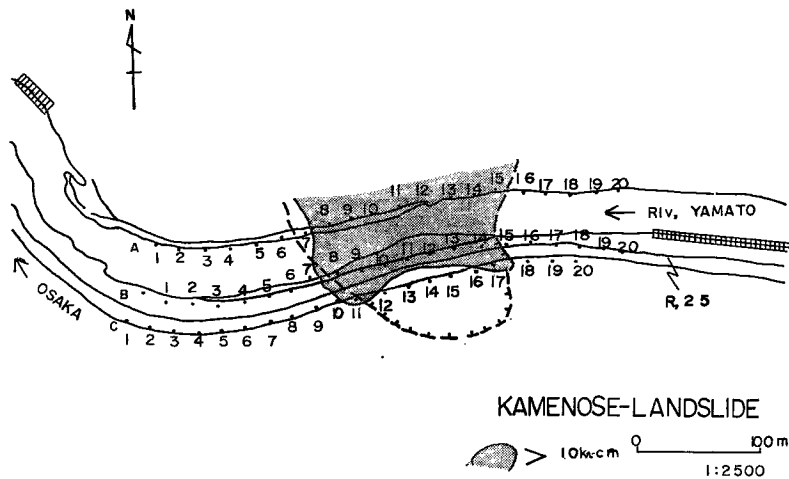 N
11 12 13 14 15 16 17 18 19 20
8 9 10
A 1 2 3 4 5 6 7
← RIV, YAMATO
B 1 2 3 4 5 6 7 8 9 10 11 12 13
15 16 17 18 19 20
C 1 2 3 4 5 6 7 8 9 10 11 12 13 14 15 16 17 18 19 20
OSAKA
R, 25
KAMENOSE-LANDSLIDE
> 10kΩ-cm
0 100m
1:2500